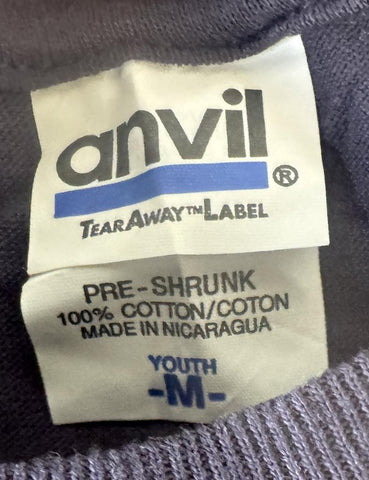 anvil
®
TEARAWAY™LABEL
PRE-SHRUNK
100% COTTON/COTON
MADE IN NICARAGUA
YOUTH
-M-